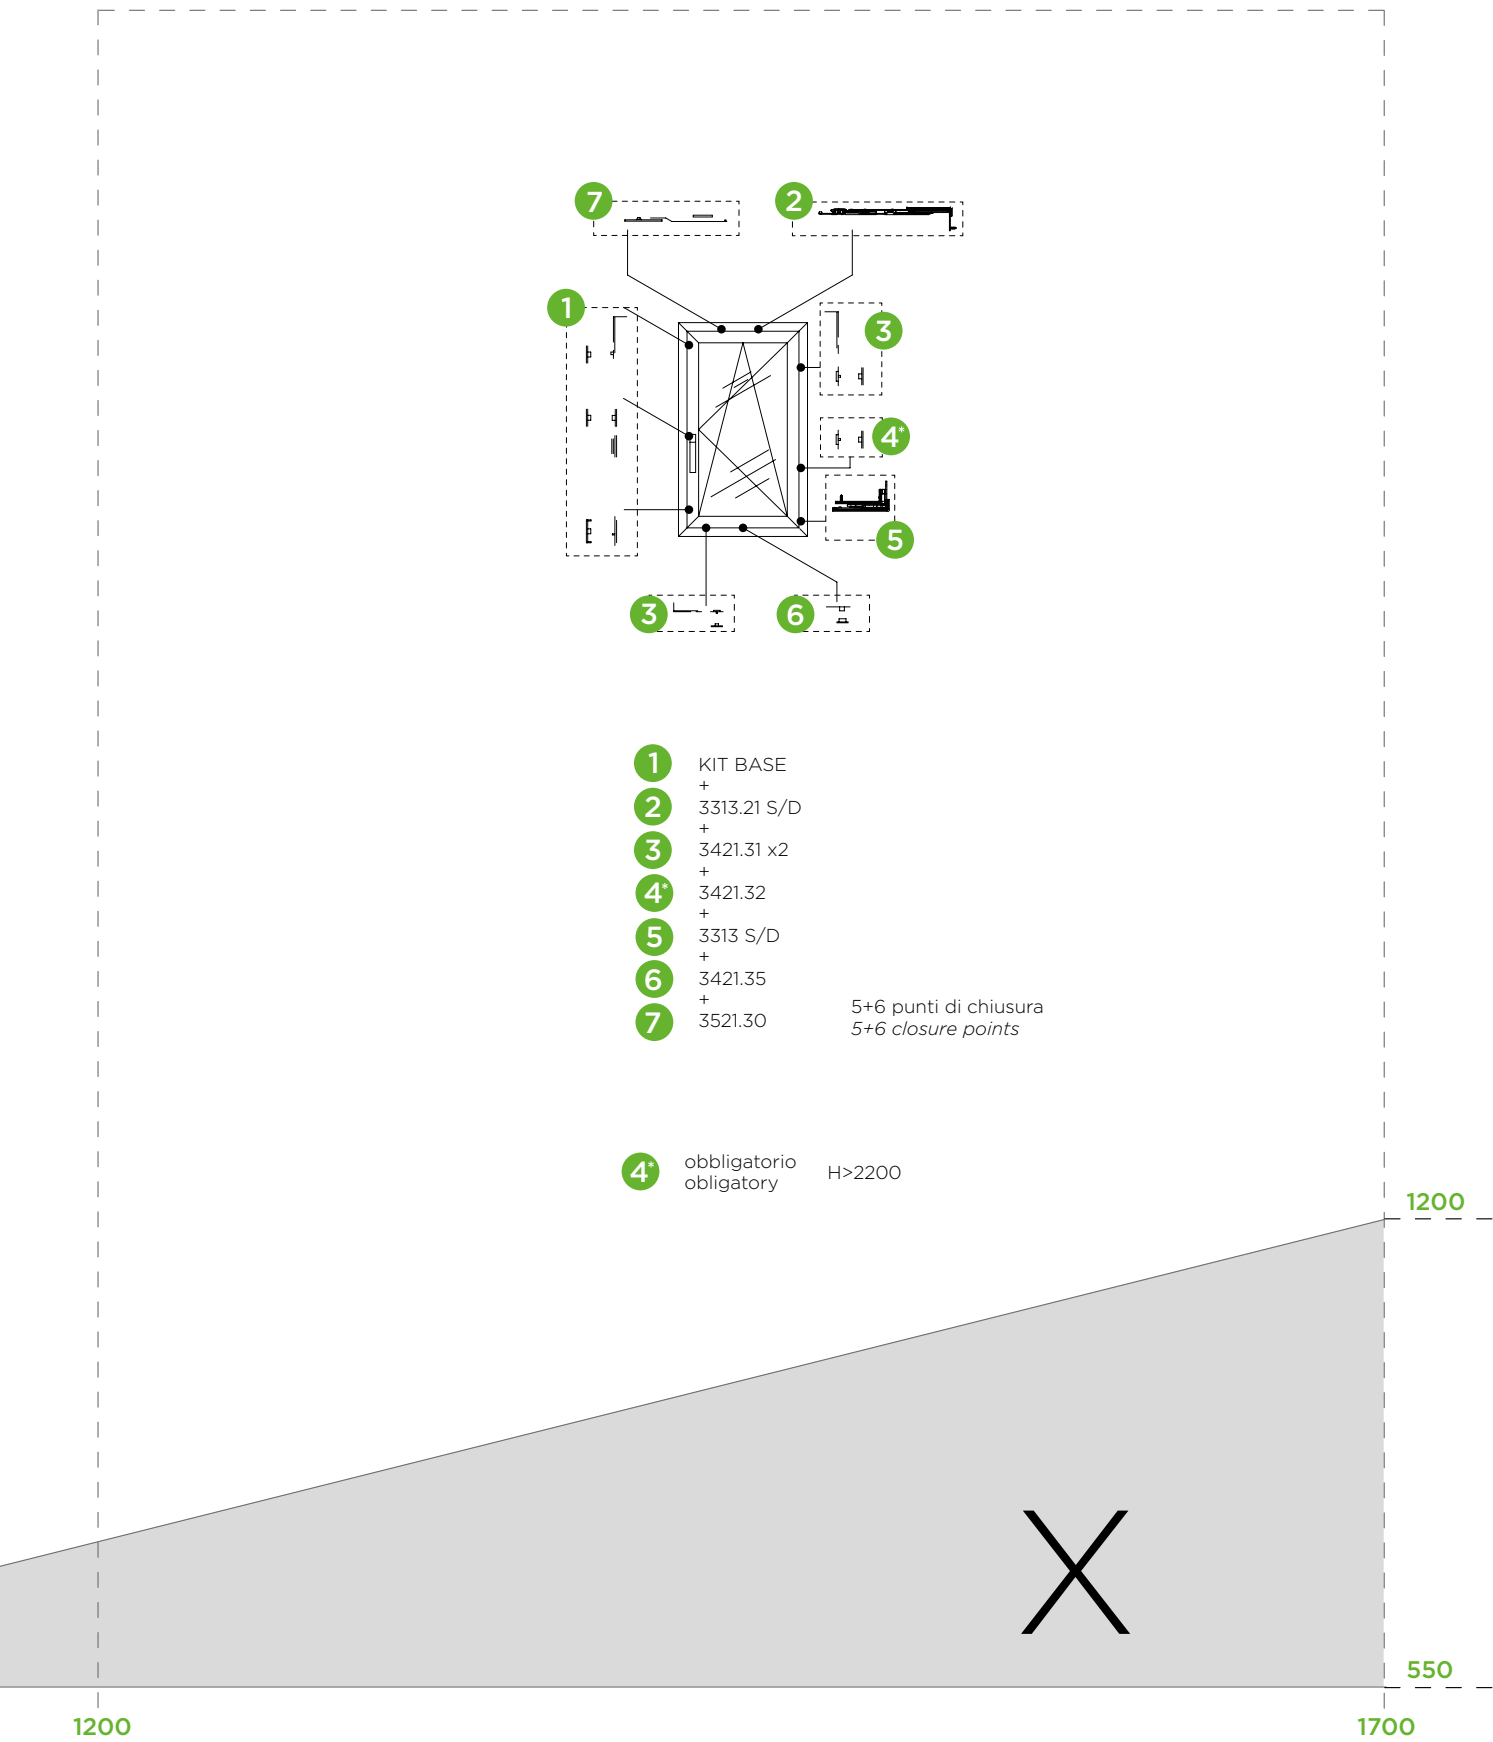 7
2
1
3
4*
5
3
6
1 KIT BASE
+
2 3313.21 S/D
+
3 3421.31 x2
+
4* 3421.32
+
5 3313 S/D
+
6 3421.35
+
7 3521.30
5+6 punti di chiusura
5+6 closure points
4* obbligatorio H>2200
obligatory
1200
X
550
1200
1700